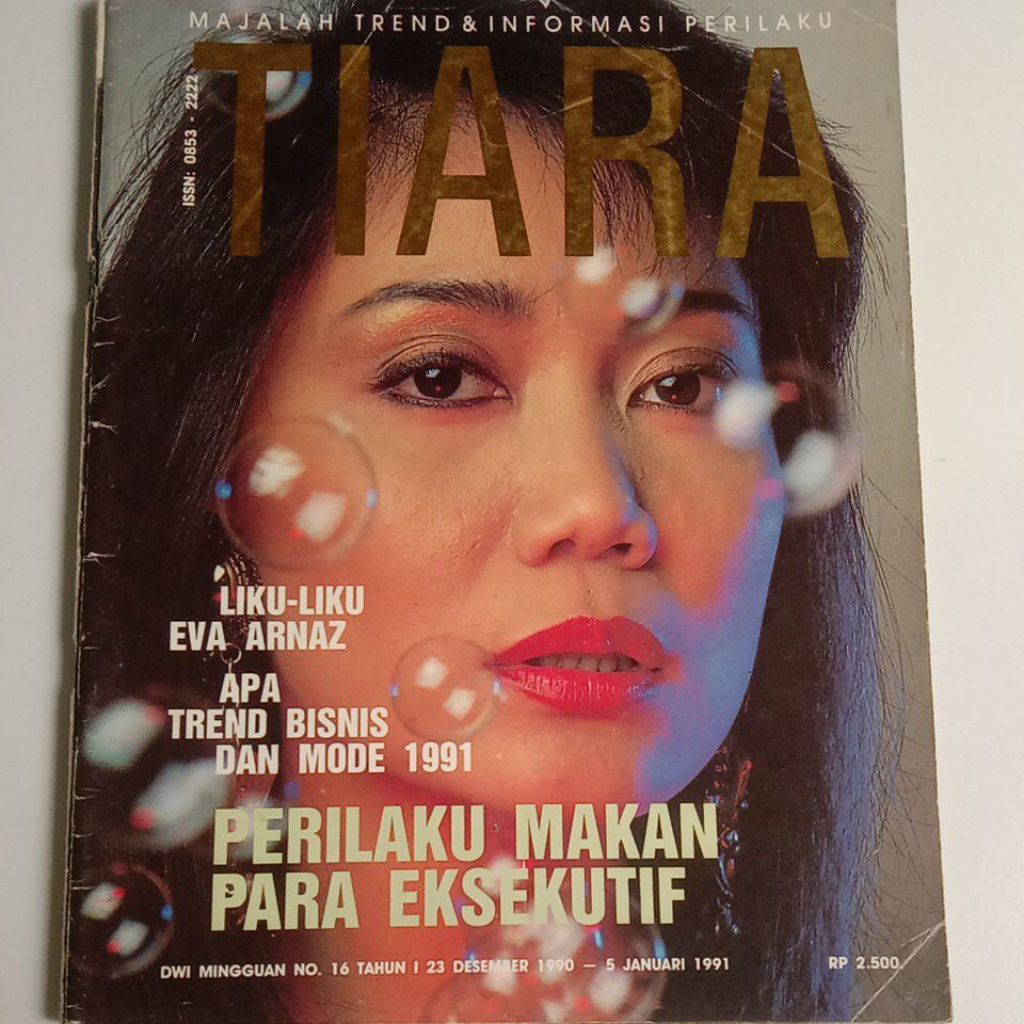 MAJALAH TREND & INFORMASI PERILAKU
TIARA
ISSN: 0853 - 2222
LIKU-LIKU
EVA ARNAZ
APA
TREND BISNIS
DAN MODE 1991
PERILAKU MAKAN
PARA EKSEKUTIF
DWI MINGGUAN NO. 16 TAHUN I 23 DESEMBER 1990 — 5 JANUARI 1991
RP 2.500.